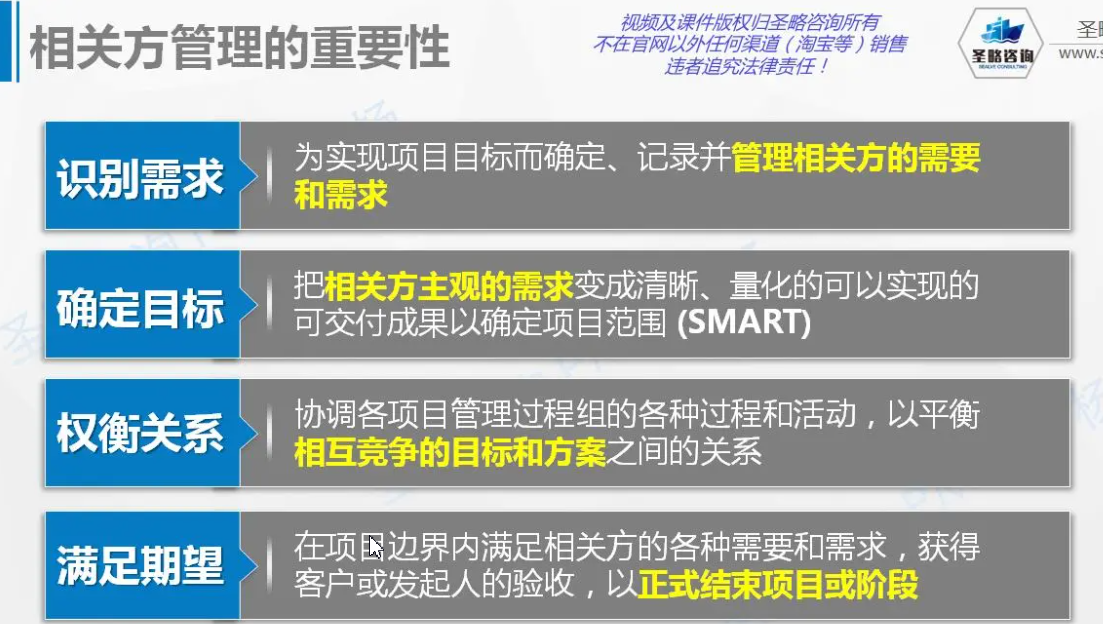 相关方管理的重要性
视频及课件版权归圣略咨询所有
不在官网以外任何渠道（淘宝等）销售
违者追究法律责任！
圣略咨询
圣
www.s
识别需求
为实现项目目标而确定、记录并管理相关方的需要
和需求
确定目标
把相关方主观的需求变成清晰、量化的可以实现的
可交付成果以确定项目范围 (SMART)
权衡关系
协调各项目管理过程组的各种过程和活动，以平衡
相互竞争的目标和方案之间的关系
满足期望
在项目边界内满足相关方的各种需要和需求，获得
客户或发起人的验收，以正式结束项目或阶段